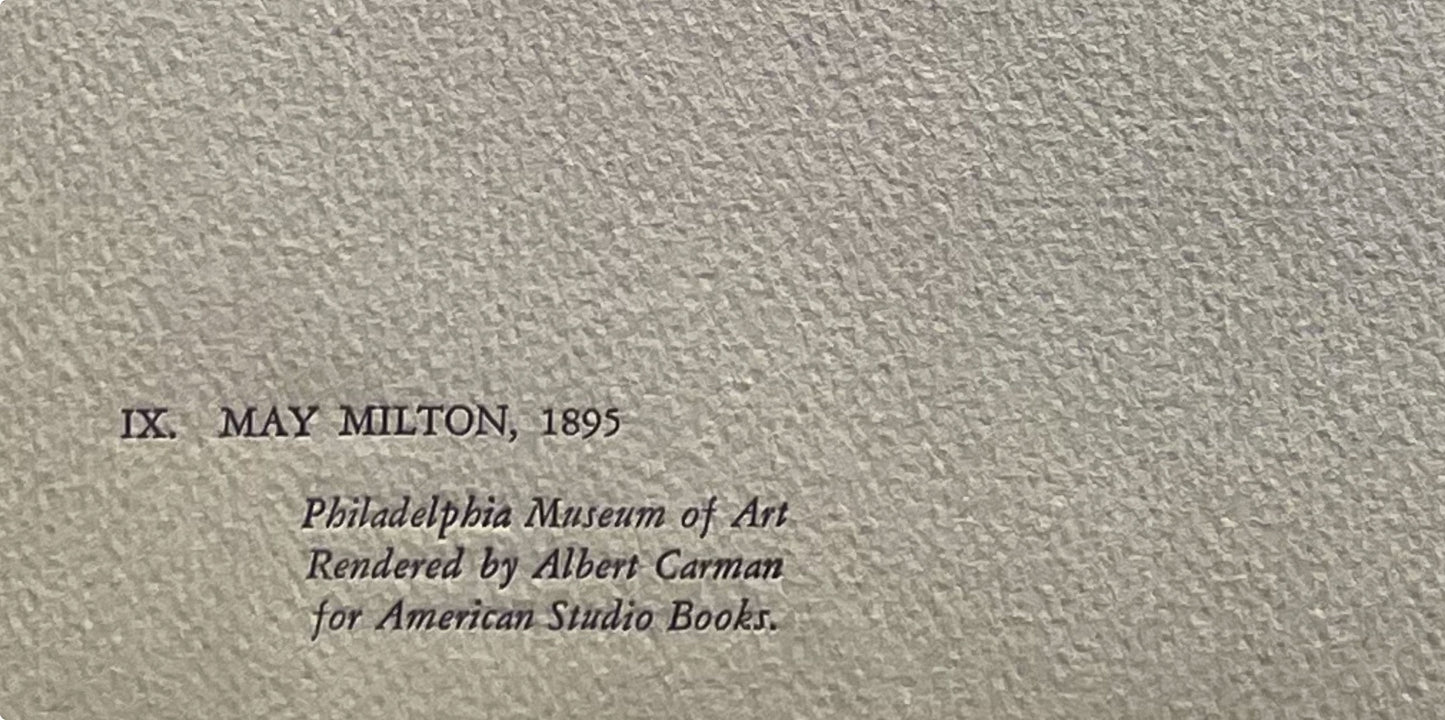 IX. MAY MILTON, 1895
Philadelphia Museum of Art
Rendered by Albert Carman
for American Studio Books.